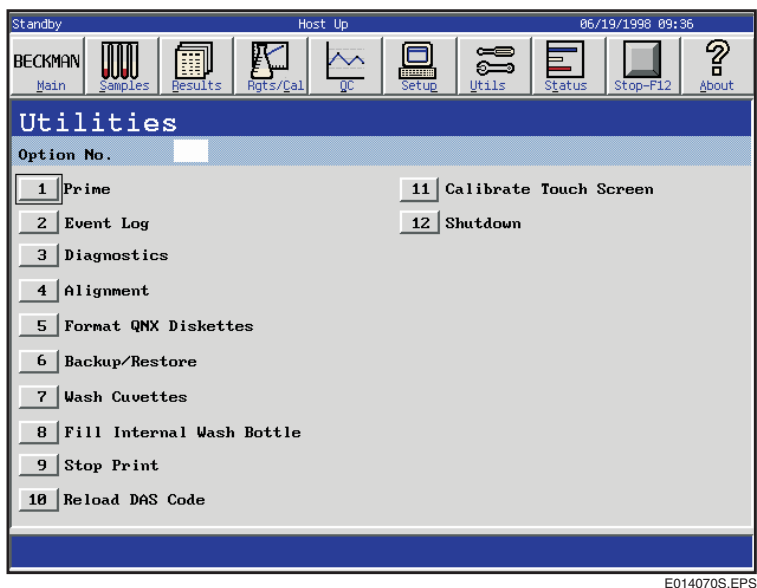 Standby Host Up 06/19/1998 09:36
BECKMAN
Main Samples Results Rgts/Cal QC Setup Utils Status Stop-F12 About
Utilities
Option No.
1 Prime
2 Event Log
3 Diagnostics
4 Alignment
5 Format QNX Diskettes
6 Backup/Restore
7 Wash Cuvettes
8 Fill Internal Wash Bottle
9 Stop Print
10 Reload DAS Code
11 Calibrate Touch Screen
12 Shutdown
E014070S.EPS